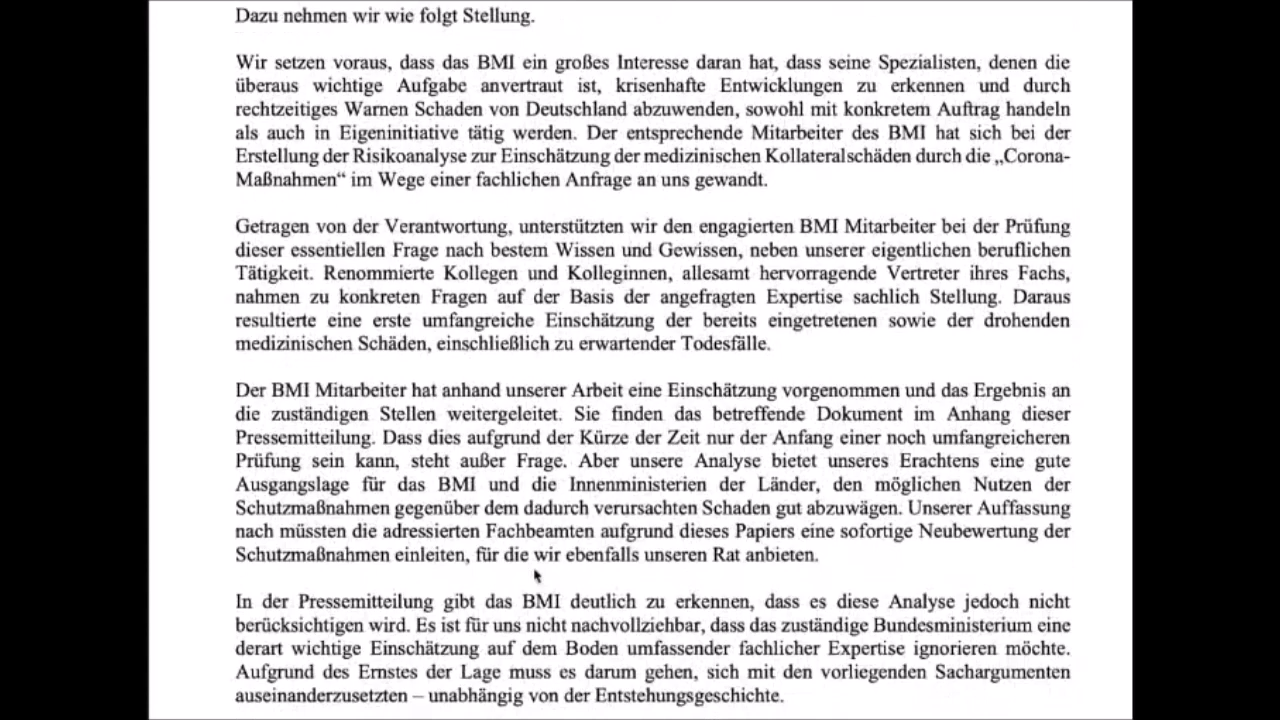 Dazu nehmen wir wie folgt Stellung.
Wir setzen voraus, dass das BMI ein großes Interesse daran hat, dass seine Spezialisten, denen die
überaus wichtige Aufgabe anvertraut ist, krisenhafte Entwicklungen zu erkennen und durch
rechtzeitiges Warnen Schaden von Deutschland abzuwenden, sowohl mit konkretem Auftrag handeln
als auch in Eigeninitiative tätig werden. Der entsprechende Mitarbeiter des BMI hat sich bei der
Erstellung der Risikoanalyse zur Einschätzung der medizinischen Kollateralschäden durch die „Corona-
Maßnahmen“ im Wege einer fachlichen Anfrage an uns gewandt.
Getragen von der Verantwortung, unterstützten wir den engagierten BMI Mitarbeiter bei der Prüfung
dieser essentiellen Frage nach bestem Wissen und Gewissen, neben unserer eigentlichen beruflichen
Tätigkeit. Renommierte Kollegen und Kolleginnen, allesamt hervorragende Vertreter ihres Fachs,
nahmen zu konkreten Fragen auf der Basis der angefragten Expertise sachlich Stellung. Daraus
resultierte eine erste umfangreiche Einschätzung der bereits eingetretenen sowie der drohenden
medizinischen Schäden, einschließlich zu erwartender Todesfälle.
Der BMI Mitarbeiter hat anhand unserer Arbeit eine Einschätzung vorgenommen und das Ergebnis an
die zuständigen Stellen weitergeleitet. Sie finden das betreffende Dokument im Anhang dieser
Pressemitteilung. Dass dies aufgrund der Kürze der Zeit nur der Anfang einer noch umfangreicheren
Prüfung sein kann, steht außer Frage. Aber unsere Analyse bietet unseres Erachtens eine gute
Ausgangslage für das BMI und die Innenministerien der Länder, den möglichen Nutzen der
Schutzmaßnahmen gegenüber dem dadurch verursachten Schaden gut abzuwägen. Unserer Auffassung
nach müssten die adressierten Fachbeamten aufgrund dieses Papiers eine sofortige Neubewertung der
Schutzmaßnahmen einleiten, für die wir ebenfalls unseren Rat anbieten.
In der Pressemitteilung gibt das BMI deutlich zu erkennen, dass es diese Analyse jedoch nicht
berücksichtigen wird. Es ist für uns nicht nachvollziehbar, dass das zuständige Bundesministerium eine
derart wichtige Einschätzung auf dem Boden umfassender fachlicher Expertise ignorieren möchte.
Aufgrund des Ernstes der Lage muss es darum gehen, sich mit den vorliegenden Sachargumenten
auseinanderzusetzten – unabhängig von der Entstehungsgeschichte.